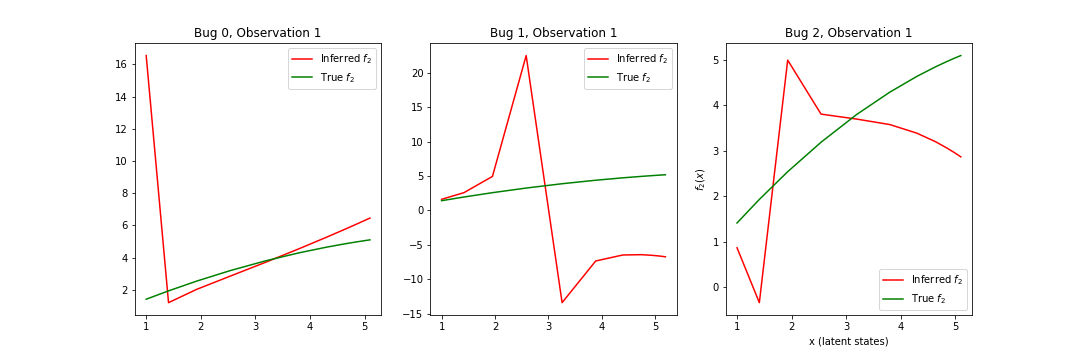 Bug 0, Observation 1
16
14
12
10
8
6
4
2
1 2 3 4 5
Inferred f₂
True f₂
Bug 1, Observation 1
20
15
10
5
0
−5
−10
−15
1 2 3 4 5
Inferred f₂
True f₂
Bug 2, Observation 1
f₂(x)
5
4
3
2
1
0
1 2 3 4 5
x (latent states)
Inferred f₂
True f₂